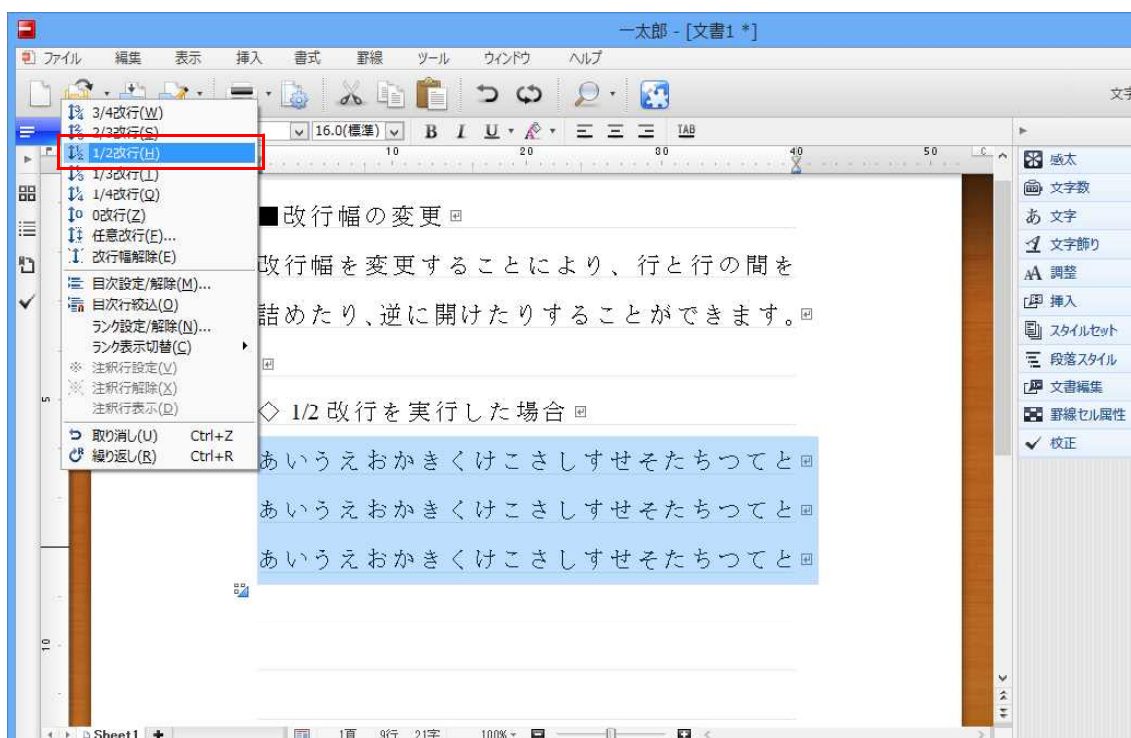 一太郎 - [文書1 *]
ファイル 編集 表示 挿入 書式 罫線 ツール ウィンドウ ヘルプ
文字
3/4改行(W)
2/3改行(S)
1/2改行(H)
1/3改行(T)
1/4改行(Q)
0改行(Z)
任意改行(F)...
改行幅解除(E)
目次設定/解除(M)...
目次行絞込(O)
ランク設定/解除(N)...
ランク表示切替(C)
注釈行設定(V)
注釈行解除(X)
注釈行表示(D)
取り消し(U) Ctrl+Z
繰り返し(R) Ctrl+R
16.0(標準) B I U TAB
10 20 30 40 50
■改行幅の変更
改行幅を変更することにより、行と行の間を
詰めたり、逆に開けたりすることができます。
◇ 1/2 改行を実行した場合
あいうえおかきくけこさしすせそたちつてと
あいうえおかきくけこさしすせそたちつてと
あいうえおかきくけこさしすせそたちつてと
5
10
感太
文字数
あ 文字
文字飾り
調整
挿入
スタイルセット
段落スタイル
文書編集
罫線セル属性
校正
Sheet1 1頁 9行 21字 100%